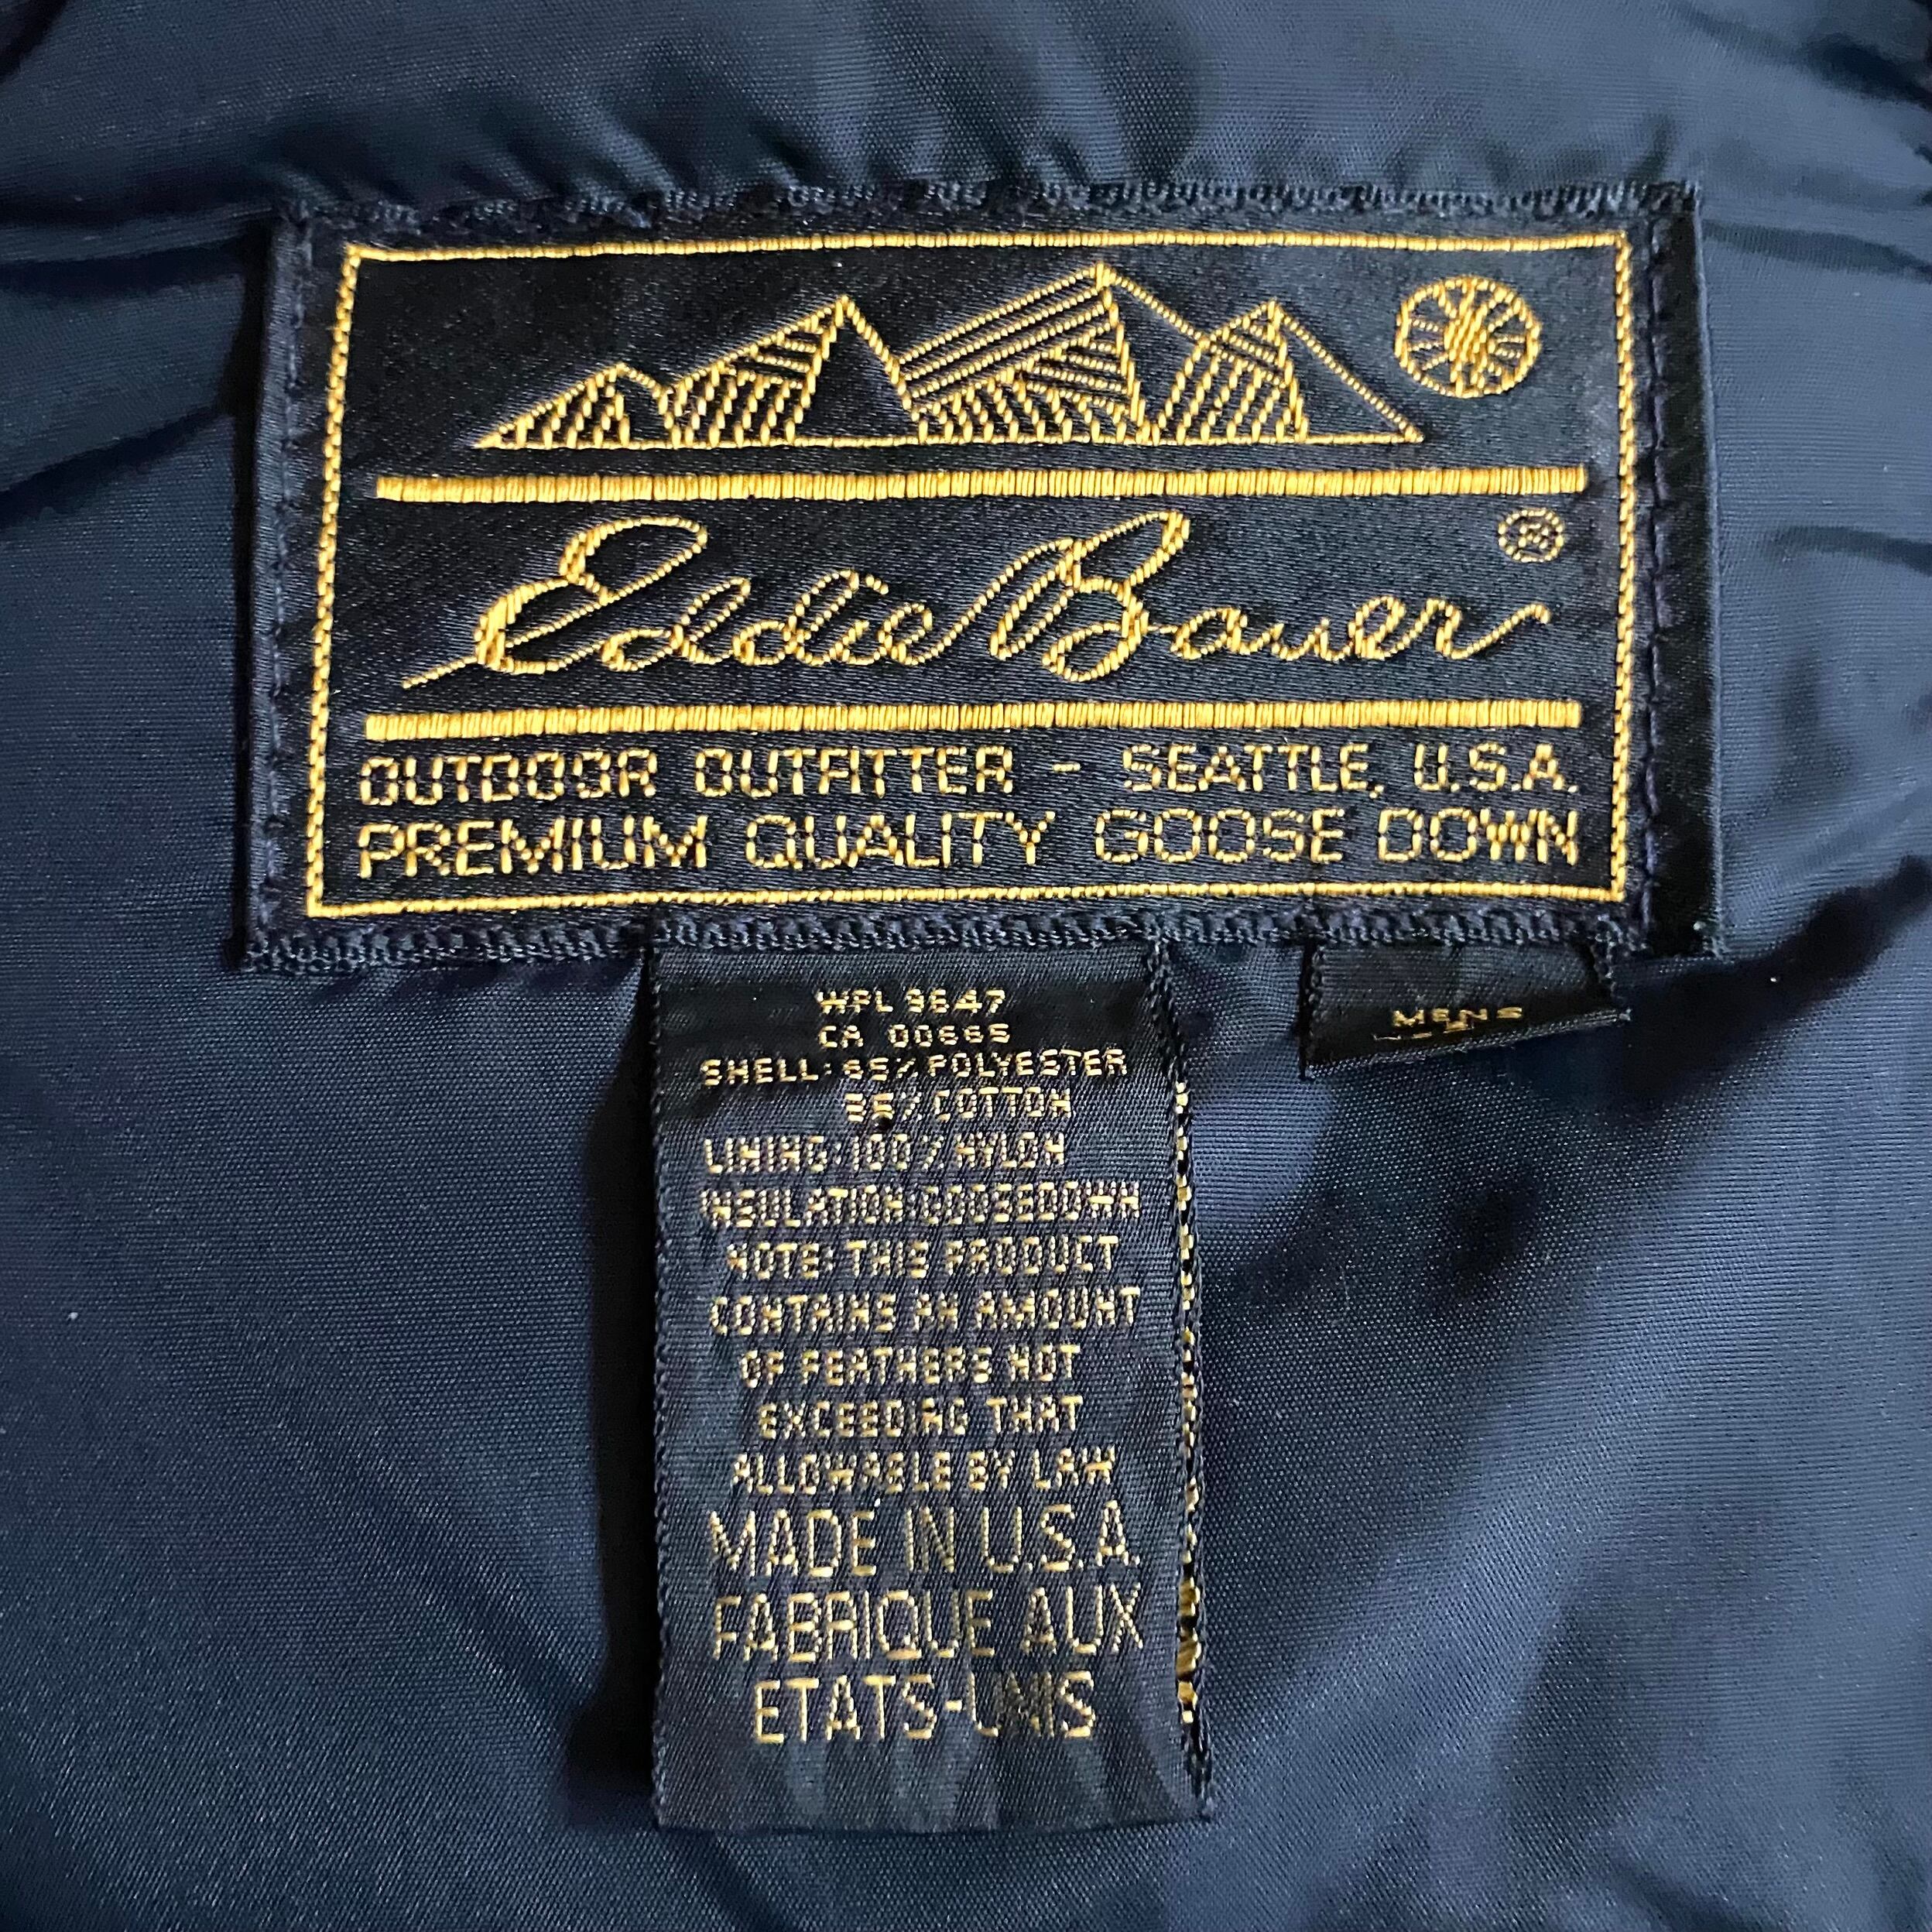 Eddie Bauer ®
OUTDOOR OUTFITTER - SEATTLE, U.S.A.
PREMIUM QUALITY GOOSE DOWN
WPL 9647
CA 00665
SHELL: 65% POLYESTER
35% COTTON
LINING: 100% NYLON
INSULATION: GOOSEDOWN
NOTE: THIS PRODUCT
CONTAINS AN AMOUNT
OF FEATHERS NOT
EXCEEDING THAT
ALLOWABLE BY LAW
MADE IN U.S.A.
FABRIQUE AUX
ETATS-UNIS
MENS